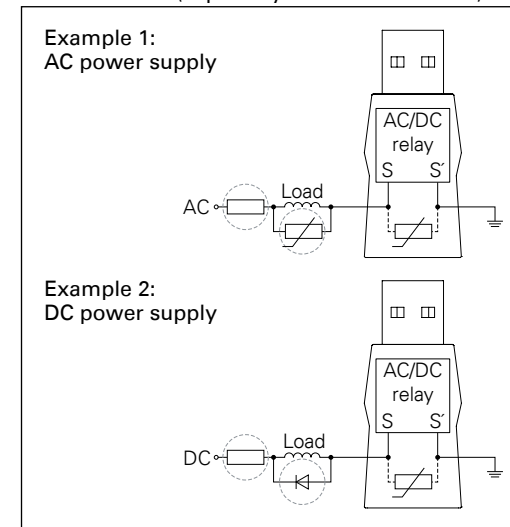 Example 1:
AC power supply
AC/DC
relay
S S´
Load
AC
Example 2:
DC power supply
AC/DC
relay
S S´
Load
DC